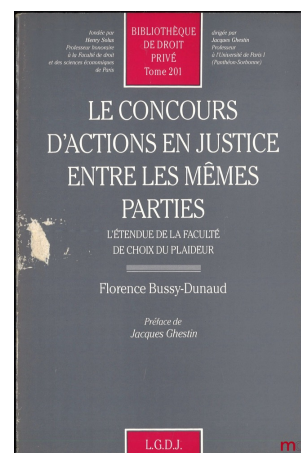 fondée par
Henry Solus
Professeur honoraire
à la Faculté de droit
et des sciences économiques
de Paris
BIBLIOTHÈQUE
DE DROIT
PRIVÉ
Tome 201
dirigée par
Jacques Ghestin
Professeur
à l'Université de Paris I
(Panthéon-Sorbonne)
LE CONCOURS
D'ACTIONS EN JUSTICE
ENTRE LES MÊMES
PARTIES
L'ÉTENDUE DE LA FACULTÉ
DE CHOIX DU PLAIDEUR
Florence Bussy-Dunaud
Préface de
Jacques Ghestin
L.G.D.J.
m